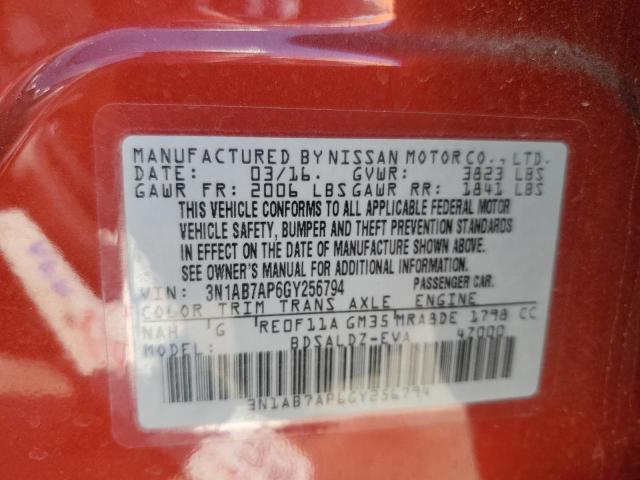 MANUFACTURED BY NISSAN MOTOR CO., LTD.
DATE: 03/16. GVWR: 3823 LBS
GAWR FR: 2006 LBS GAWR RR: 1841 LBS
THIS VEHICLE CONFORMS TO ALL APPLICABLE FEDERAL MOTOR
VEHICLE SAFETY, BUMPER AND THEFT PREVENTION STANDARDS
IN EFFECT ON THE DATE OF MANUFACTURE SHOWN ABOVE.
SEE OWNER'S MANUAL FOR ADDITIONAL INFORMATION.
VIN: 3N1AB7AP6GY256794 PASSENGER CAR.
COLOR TRIM TRANS AXLE ENGINE
NAH G RE0F11A GM35 MRA8DE 1798 CC
MODEL: BDSALDZ-EVA 47000
3N1AB7AP6GY256794